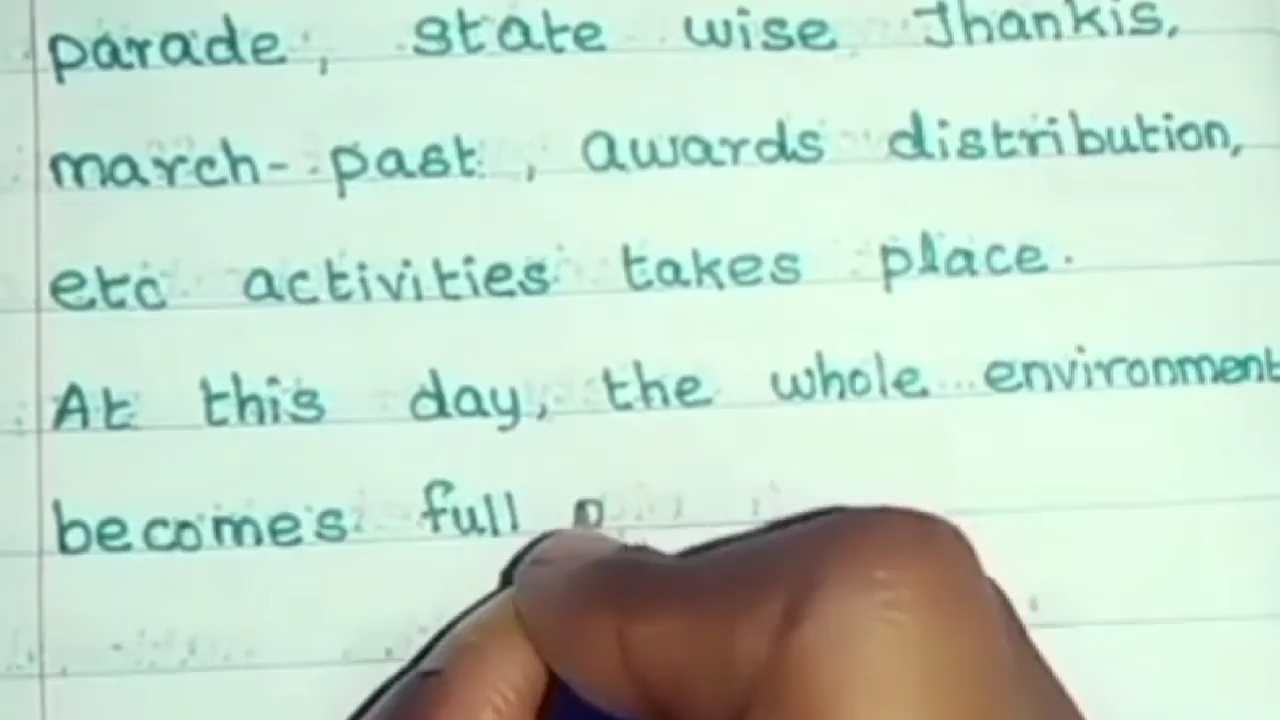 parade, state wise Jhankis,
march-past, awards distribution,
etc activities takes place.
At this day, the whole environment
becomes full